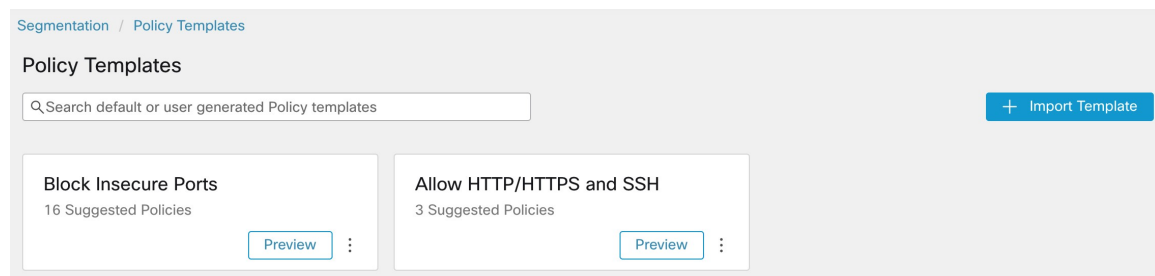 Segmentation / Policy Templates
Policy Templates
Search default or user generated Policy templates
+ Import Template
Block Insecure Ports
16 Suggested Policies
Preview
Allow HTTP/HTTPS and SSH
3 Suggested Policies
Preview